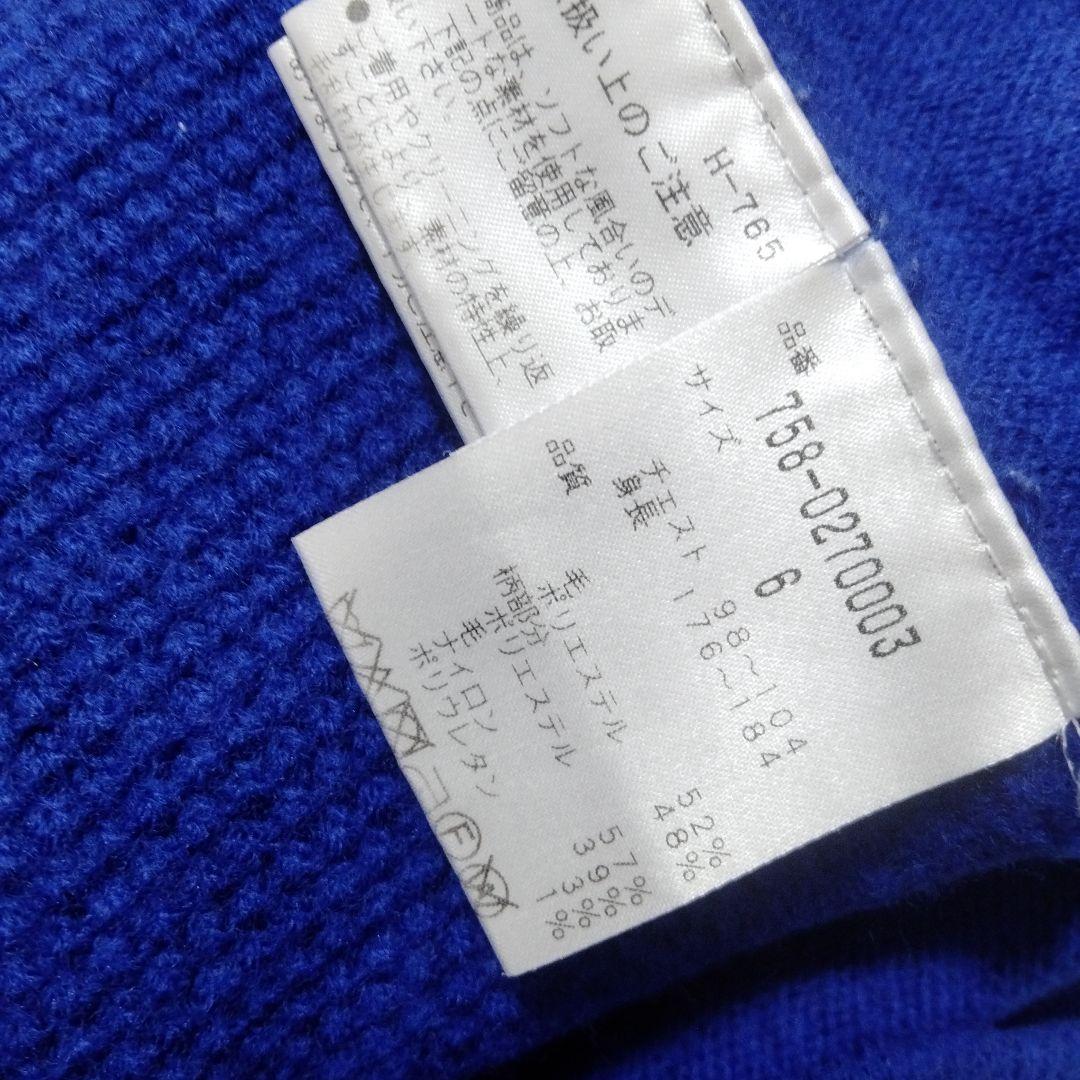 H-765
扱い上のご注意
品は、ソフトな風合いのデ
ートな素材を使用しておりま
下記の点にご留意の上、お取
い下さい。
着用やクリーニングを繰り返
すことにより、素材の特性上、
品番 758-0270003
サイズ 6
チェスト 98〜104
身長 176〜184
品質
毛 52%
ポリエステル 48%
柄部分
ポリエステル 57%
毛 39%
ナイロン 3%
ポリウレタン 1%
F